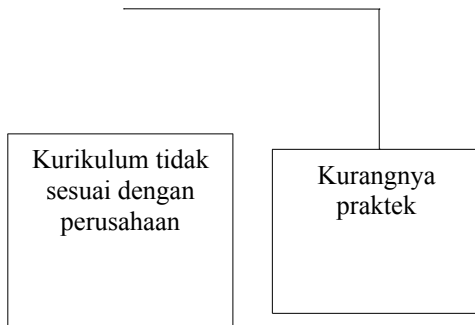 Kurikulum tidak
sesuai dengan
perusahaan
Kurangnya
praktek